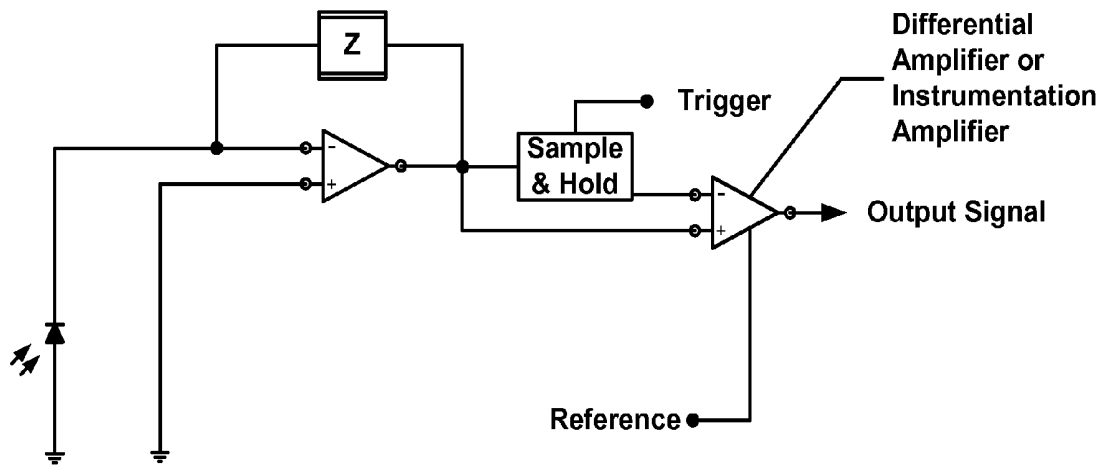 Z
Differential
Amplifier or
Instrumentation
Amplifier
Trigger
Sample
& Hold
-
+
-
+
Output Signal
Reference